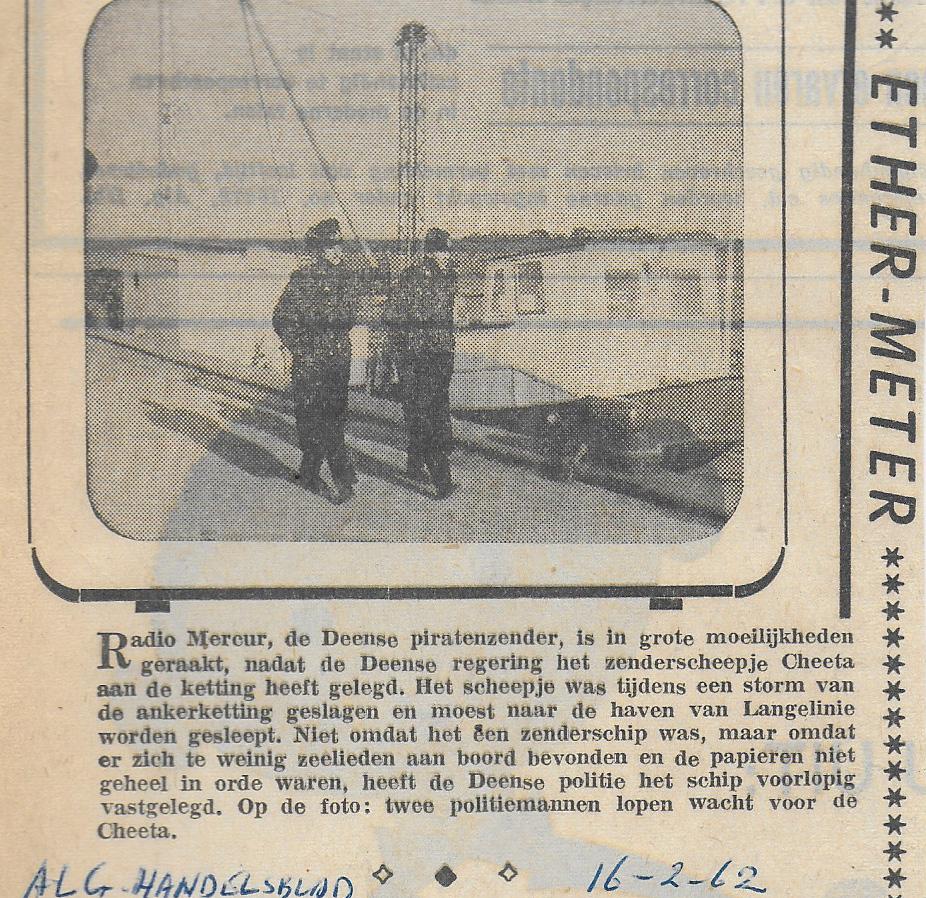 ETHER-METER
Radio Mercur, de Deense piratenzender, is in grote moeilijkheden
geraakt, nadat de Deense regering het zenderscheepje Cheeta
aan de ketting heeft gelegd. Het scheepje was tijdens een storm van
de ankerketting geslagen en moest naar de haven van Langelinie
worden gesleept. Niet omdat het een zenderschip was, maar omdat
er zich te weinig zeelieden aan boord bevonden en de papieren niet
geheel in orde waren, heeft de Deense politie het schip voorlopig
vastgelegd. Op de foto: twee politiemannen lopen wacht voor de
Cheeta.
ALG-HANDELSBLAD 16-2-62